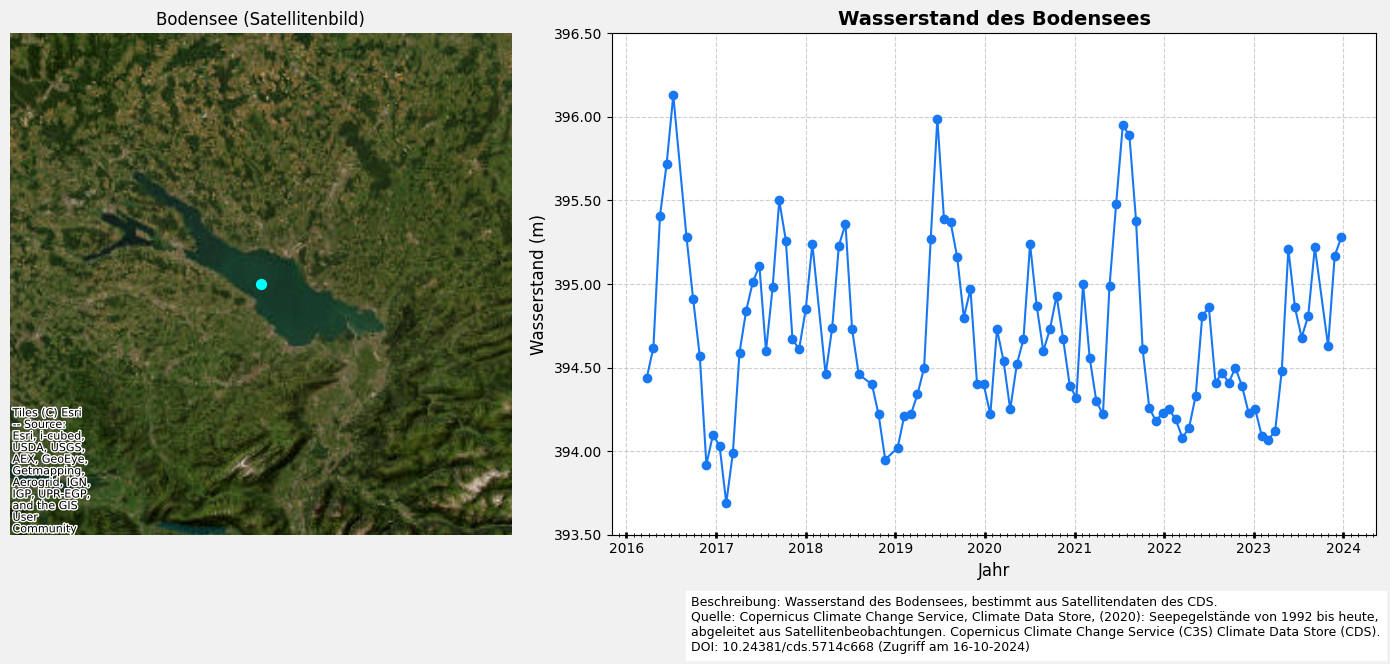 Bodensee (Satellitenbild)
Tiles (C) Esri
-- Source:
Esri, i-cubed,
USDA, USGS,
AEX, GeoEye,
Getmapping,
Aerogrid, IGN,
IGP, UPR-EGP,
and the GIS
User
Community
Wasserstand des Bodensees
Wasserstand (m)
396.50
396.00
395.50
395.00
394.50
394.00
393.50
2016 2017 2018 2019 2020 2021 2022 2023 2024
Jahr
Beschreibung: Wasserstand des Bodensees, bestimmt aus Satellitendaten des CDS.
Quelle: Copernicus Climate Change Service, Climate Data Store, (2020): Seepegelstände von 1992 bis heute,
abgeleitet aus Satellitenbeobachtungen. Copernicus Climate Change Service (C3S) Climate Data Store (CDS).
DOI: 10.24381/cds.5714c668 (Zugriff am 16-10-2024)